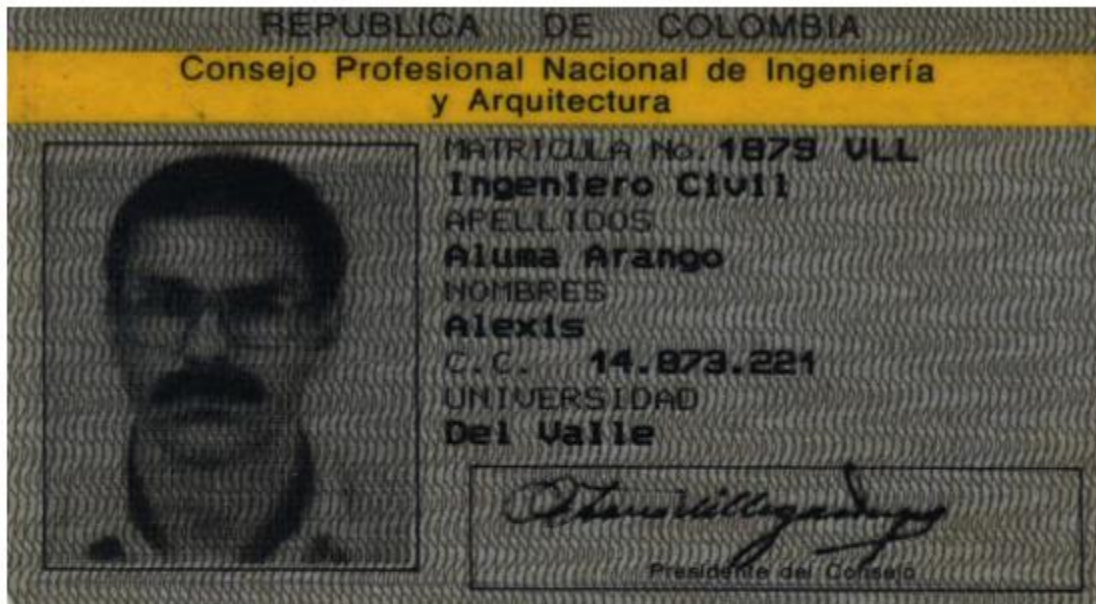 REPUBLICA DE COLOMBIA
Consejo Profesional Nacional de Ingeniería
y Arquitectura
MATRICULA No. 1879 VLL
Ingeniero Civil
APELLIDOS
Aluma Arango
NOMBRES
Alexis
C.C. 14.873.221
UNIVERSIDAD
Del Valle
Presidente del Consejo